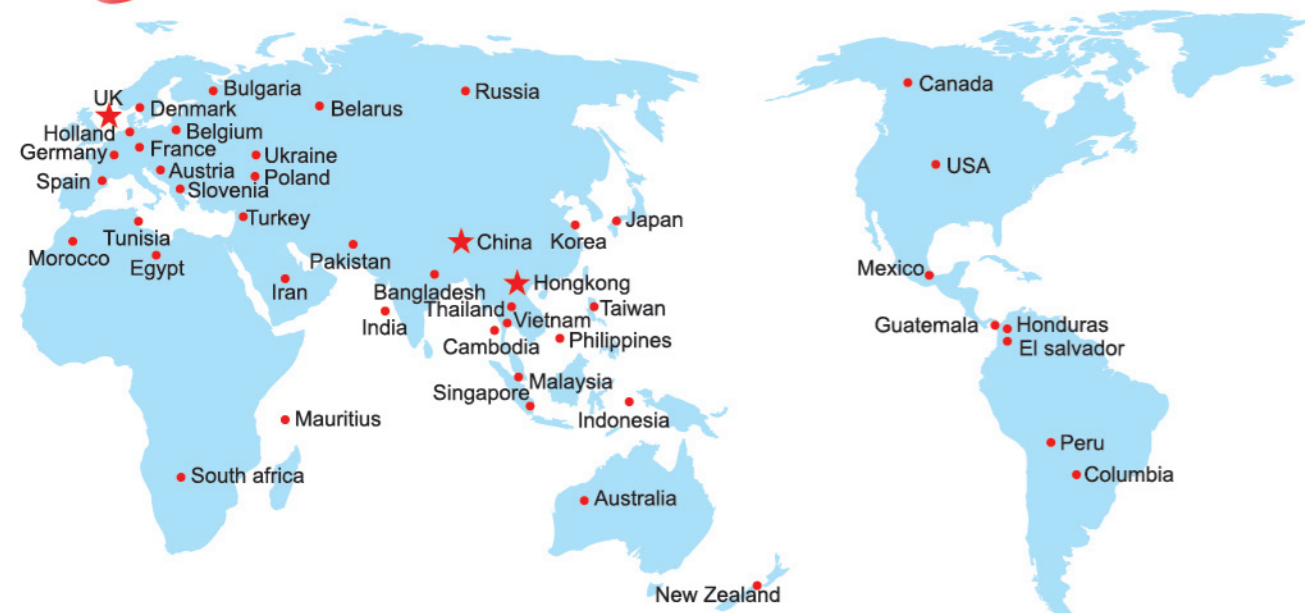 Bulgaria
Russia
Canada
UK
Denmark
Belarus
Holland
Belgium
Germany
France
Ukraine
USA
Austria
Poland
Spain
Slovenia
Turkey
Japan
Tunisia
Korea
China
Morocco
Egypt
Pakistan
Mexico
Iran
Bangladesh
Hongkong
Thailand
Taiwan
India
Vietnam
Guatemala
Honduras
Cambodia
Philippines
El salvador
Malaysia
Singapore
Indonesia
Mauritius
Peru
South africa
Columbia
Australia
New Zealand